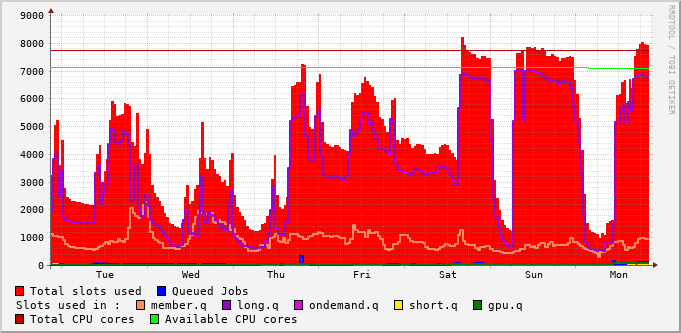 9000
8000
7000
6000
5000
4000
3000
2000
1000
0
Tue Wed Thu Fri Sat Sun Mon
RRDTOOL / TOBI OETIKER
Total slots used Queued Jobs
Slots used in : member.q long.q ondemand.q short.q gpu.q
Total CPU cores Available CPU cores